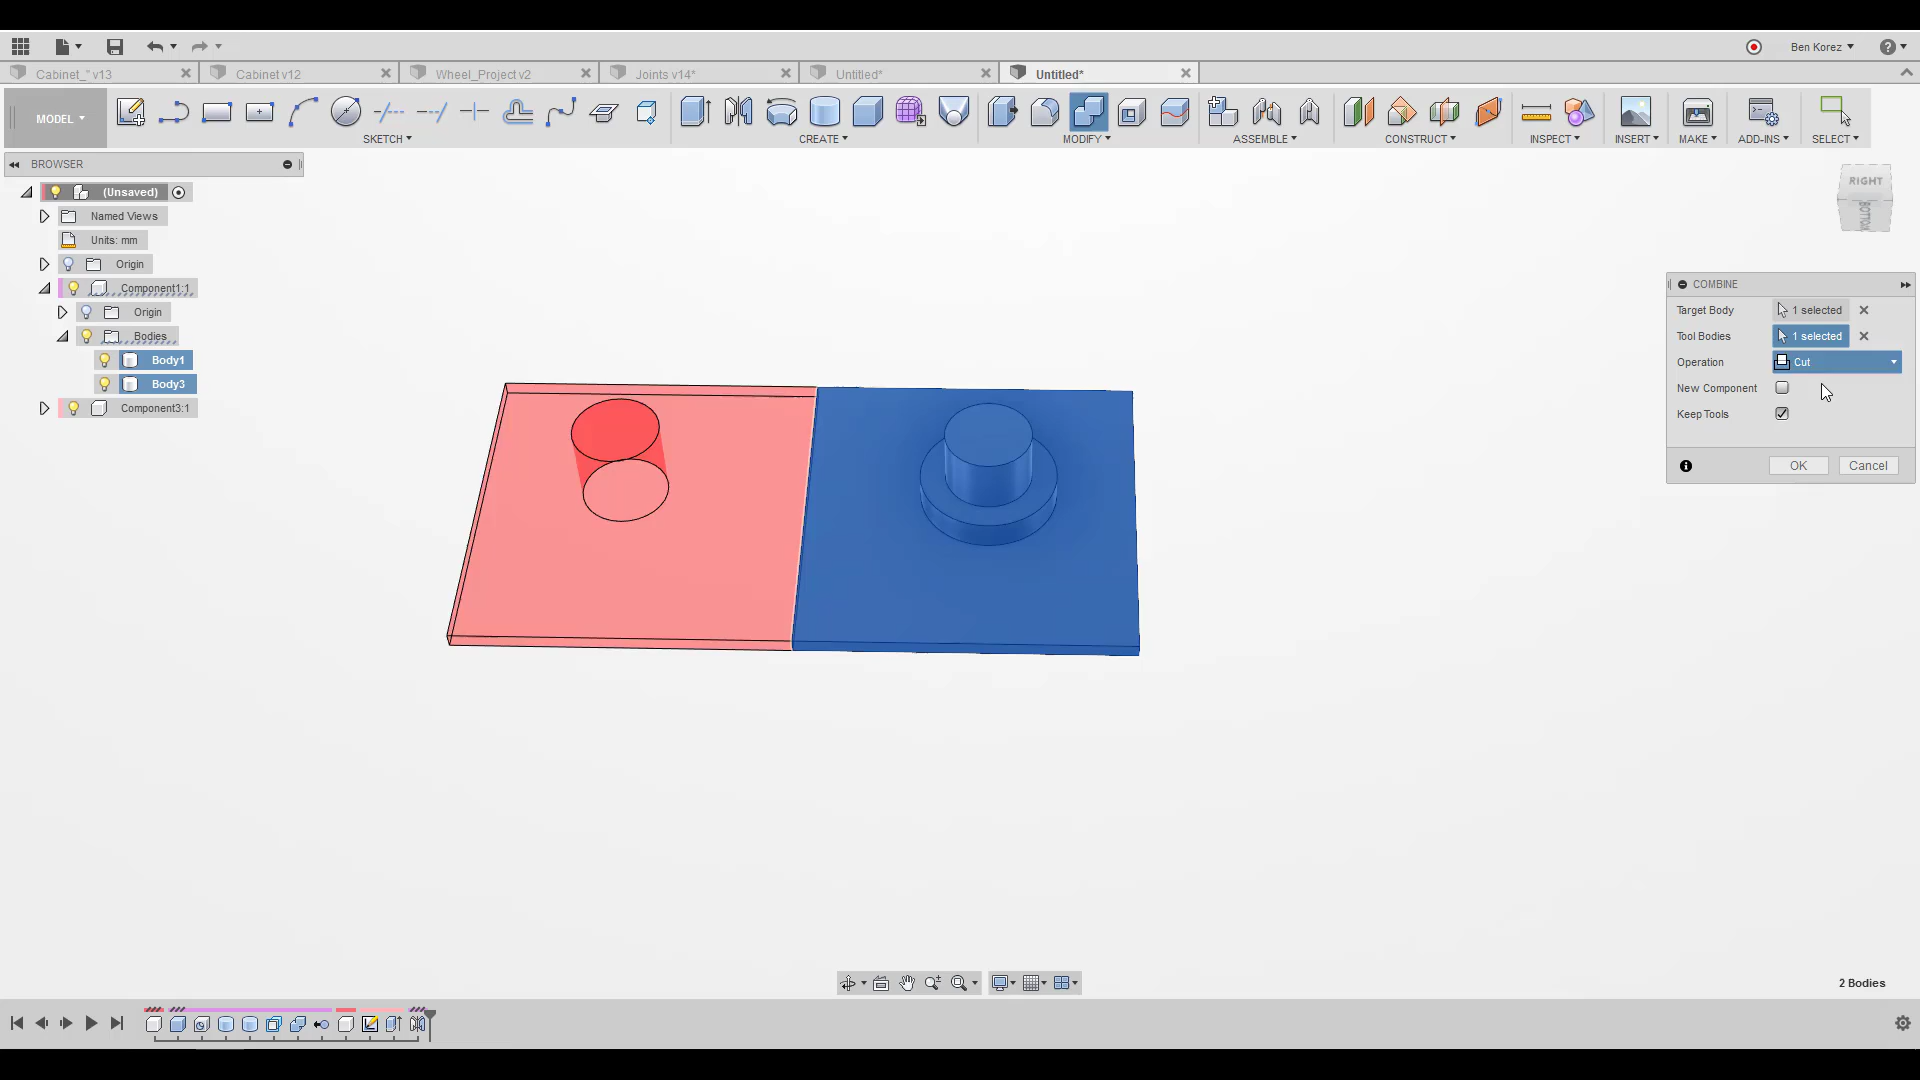 Ben Korez
Cabinet_* v13
Cabinet v12
Wheel_Project v2
Joints v14*
Untitled*
Untitled*
MODEL
SKETCH
CREATE
MODIFY
ASSEMBLE
CONSTRUCT
INSPECT
INSERT
MAKE
ADD-INS
SELECT
BROWSER
(Unsaved)
Named Views
Units: mm
Origin
Component1:1
Origin
Bodies
Body1
Body3
Component3:1
RIGHT
BOTTOM
COMBINE
Target Body 1 selected
Tool Bodies 1 selected
Operation Cut
New Component
Keep Tools
OK Cancel
2 Bodies